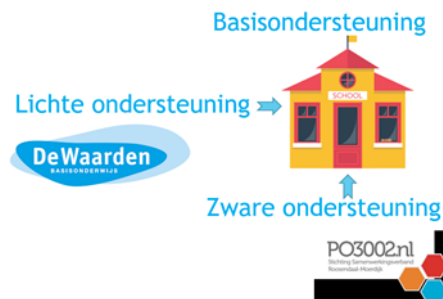 Basisondersteuning
SCHOOL
Lichte ondersteuning
DeWaarden
BASISONDERWIJS
Zware ondersteuning
PO3002.nl
Stichting Samenwerkingsverband
Roosendaal-Moerdijk